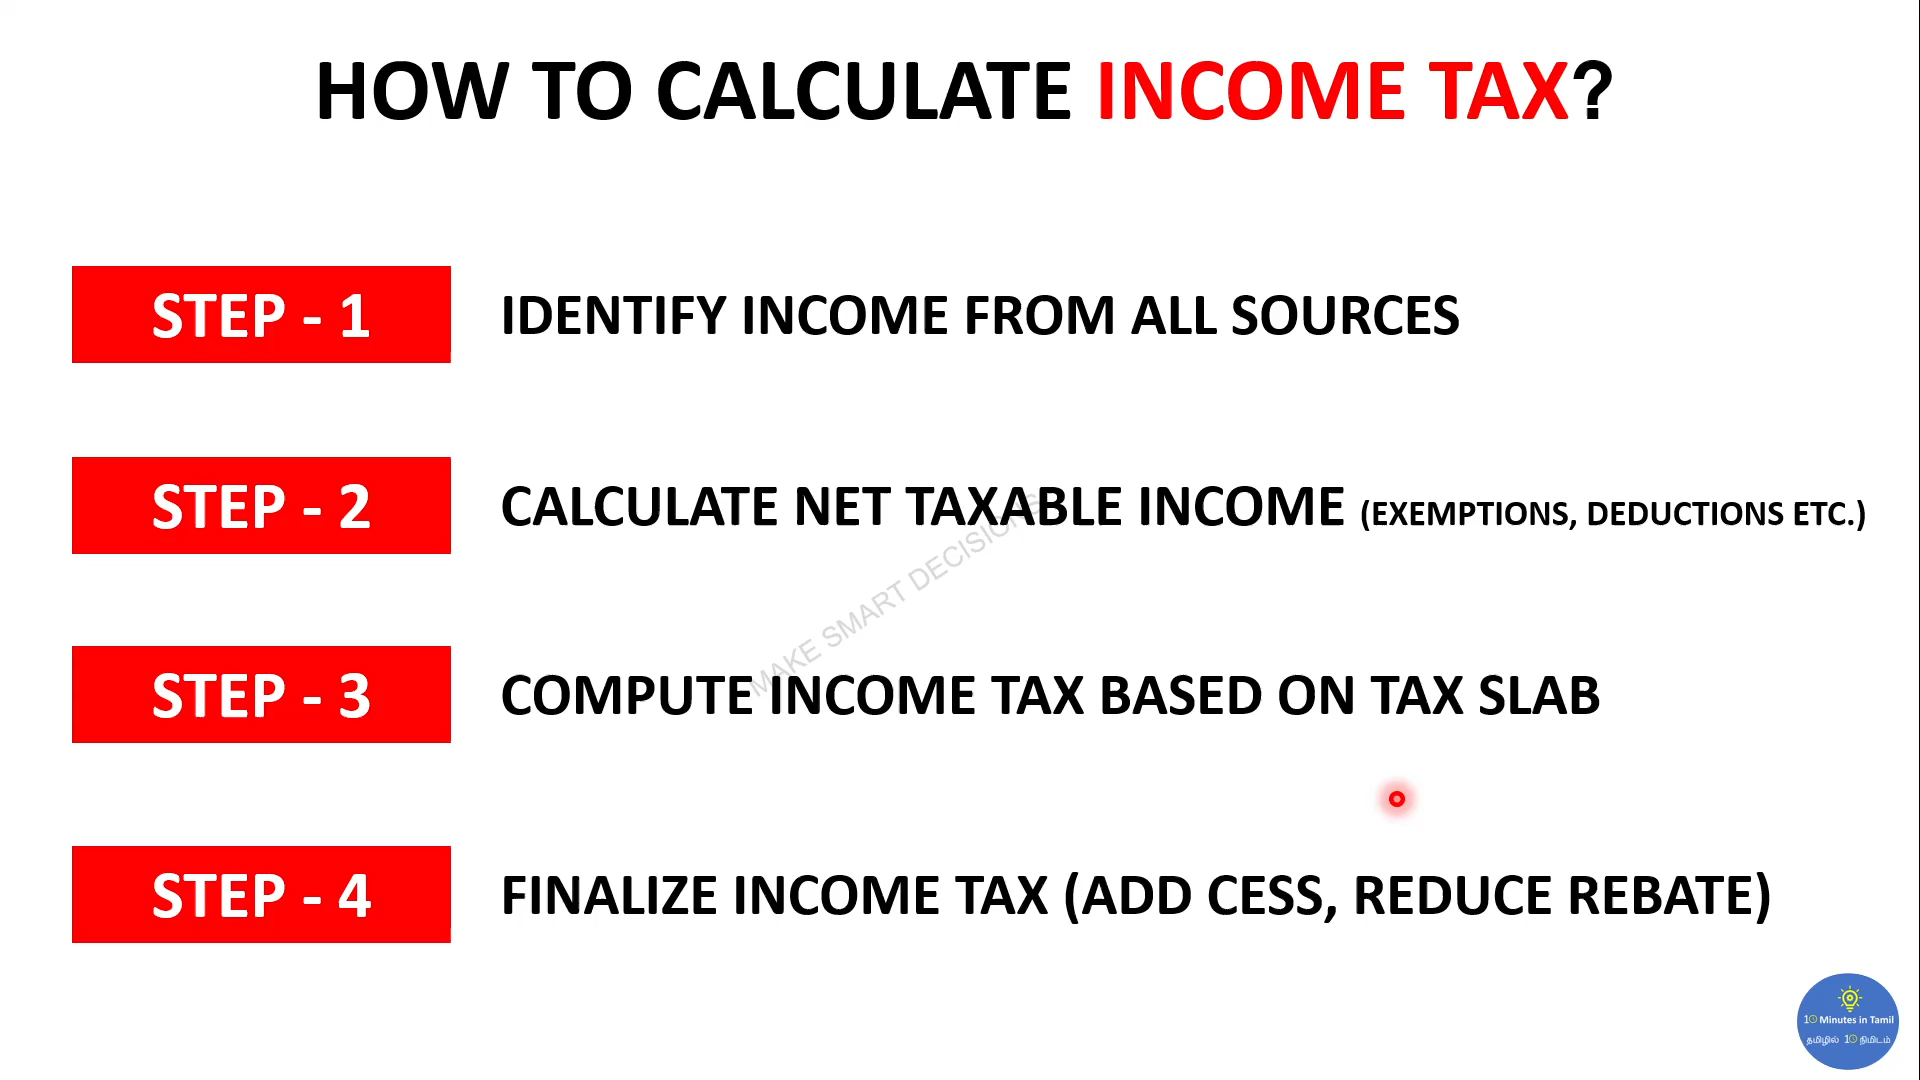 HOW TO CALCULATE INCOME TAX?
STEP - 1 IDENTIFY INCOME FROM ALL SOURCES
STEP - 2 CALCULATE NET TAXABLE INCOME (EXEMPTIONS, DEDUCTIONS ETC.)
MAKE SMART DECISIONS
STEP - 3 COMPUTE INCOME TAX BASED ON TAX SLAB
STEP - 4 FINALIZE INCOME TAX (ADD CESS, REDUCE REBATE)
10 Minutes in Tamil
தமிழில் 10 நிமிடம்